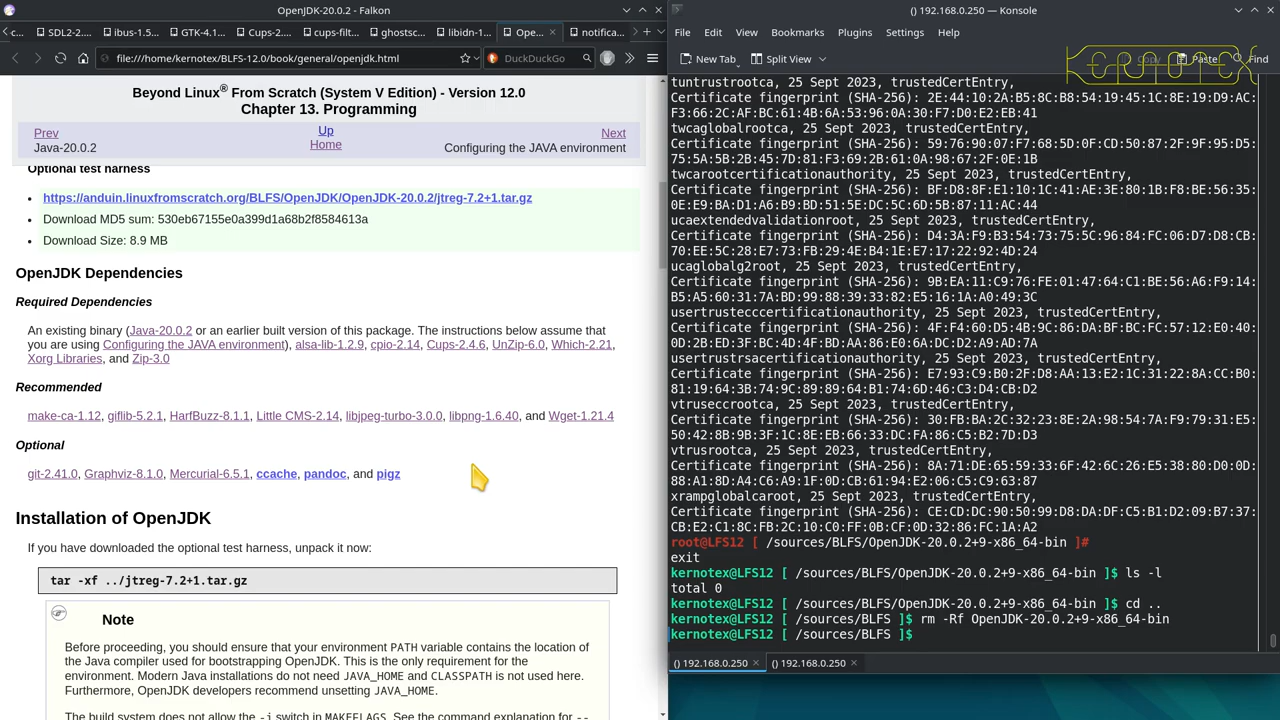 OpenJDK-20.0.2 - Falkon
c...
SDL2-2....
ibus-1.5...
GTK-4.1...
Cups-2....
cups-filt...
ghostsc...
libidn-1...
Ope...
notifica...
file:///home/kernotex/BLFS-12.0/book/general/openjdk.html
DuckDuckGo
Beyond Linux® From Scratch (System V Edition) - Version 12.0
Chapter 13. Programming
Prev
Up
Next
Java-20.0.2
Home
Configuring the JAVA environment
Optional test harness
https://anduin.linuxfromscratch.org/BLFS/OpenJDK/OpenJDK-20.0.2/jtreg-7.2+1.tar.gz
Download MD5 sum: 530eb67155e0a399d1a68b2f8584613a
Download Size: 8.9 MB
OpenJDK Dependencies
Required Dependencies
An existing binary (Java-20.0.2 or an earlier built version of this package. The instructions below assume that
you are using Configuring the JAVA environment), alsa-lib-1.2.9, cpio-2.14, Cups-2.4.6, UnZip-6.0, Which-2.21,
Xorg Libraries, and Zip-3.0
Recommended
make-ca-1.12, giflib-5.2.1, HarfBuzz-8.1.1, Little CMS-2.14, libjpeg-turbo-3.0.0, libpng-1.6.40, and Wget-1.21.4
Optional
git-2.41.0, Graphviz-8.1.0, Mercurial-6.5.1, ccache, pandoc, and pigz
Installation of OpenJDK
If you have downloaded the optional test harness, unpack it now:
tar -xf ../jtreg-7.2+1.tar.gz
Note
Before proceeding, you should ensure that your environment PATH variable contains the location of
the Java compiler used for bootstrapping OpenJDK. This is the only requirement for the
environment. Modern Java installations do not need JAVA_HOME and CLASSPATH is not used here.
Furthermore, OpenJDK developers recommend unsetting JAVA_HOME.
The build system does not allow the -j switch in MAKEFLAGS. See the command explanation for --
() 192.168.0.250 — Konsole
File Edit View Bookmarks Plugins Settings Help
New Tab
Split View
Copy
Paste
Find
KERNOTEX
tuntrustrootca, 25 Sept 2023, trustedCertEntry,
Certificate fingerprint (SHA-256): 2E:44:10:2A:B5:8C:B8:54:19:45:1C:8E:19:D9:AC:
F3:66:2C:AF:BC:61:4B:6A:53:96:0A:30:F7:D0:E2:EB:41
twcaglobalrootca, 25 Sept 2023, trustedCertEntry,
Certificate fingerprint (SHA-256): 59:76:90:07:F7:68:5D:0F:CD:50:87:2F:9F:95:D5:
75:5A:5B:2B:45:7D:81:F3:69:2B:61:0A:98:67:2F:0E:1B
twcarootcertificationauthority, 25 Sept 2023, trustedCertEntry,
Certificate fingerprint (SHA-256): BF:D8:8F:E1:10:1C:41:AE:3E:80:1B:F8:BE:56:35:
0E:E9:BA:D1:A6:B9:BD:51:5E:DC:5C:6D:5B:87:11:AC:44
ucaextendedvalidationroot, 25 Sept 2023, trustedCertEntry,
Certificate fingerprint (SHA-256): D4:3A:F9:B3:54:73:75:5C:96:84:FC:06:D7:D8:CB:
70:EE:5C:28:E7:73:FB:29:4E:B4:1E:E7:17:22:92:4D:24
ucaglobalg2root, 25 Sept 2023, trustedCertEntry,
Certificate fingerprint (SHA-256): 9B:EA:11:C9:76:FE:01:47:64:C1:BE:56:A6:F9:14:
B5:A5:60:31:7A:BD:99:88:39:33:82:E5:16:1A:A0:49:3C
usertrustecccertificationauthority, 25 Sept 2023, trustedCertEntry,
Certificate fingerprint (SHA-256): 4F:F4:60:D5:4B:9C:86:DA:BF:BC:FC:57:12:E0:40:
0D:2B:ED:3F:BC:4D:4F:BD:AA:86:E0:6A:DC:D2:A9:AD:7A
usertrustrsacertificationauthority, 25 Sept 2023, trustedCertEntry,
Certificate fingerprint (SHA-256): E7:93:C9:B0:2F:D8:AA:13:E2:1C:31:22:8A:CC:B0:
81:19:64:3B:74:9C:89:89:64:B1:74:6D:46:C3:D4:CB:D2
vtruseccrootca, 25 Sept 2023, trustedCertEntry,
Certificate fingerprint (SHA-256): 30:FB:BA:2C:32:23:8E:2A:98:54:7A:F9:79:31:E5:
50:42:8B:9B:3F:1C:8E:EB:66:33:DC:FA:86:C5:B2:7D:D3
vtrusrootca, 25 Sept 2023, trustedCertEntry,
Certificate fingerprint (SHA-256): 8A:71:DE:65:59:33:6F:42:6C:26:E5:38:80:D0:0D:
88:A1:8D:A4:C6:A9:1F:0D:CB:61:94:E2:06:C5:C9:63:87
xrampglobalcaroot, 25 Sept 2023, trustedCertEntry,
Certificate fingerprint (SHA-256): CE:CD:DC:90:50:99:D8:DA:DF:C5:B1:D2:09:B7:37:
CB:E2:C1:8C:FB:2C:10:C0:FF:0B:CF:0D:32:86:FC:1A:A2
root@LFS12 [ /sources/BLFS/OpenJDK-20.0.2+9-x86_64-bin ]#
exit
kernotex@LFS12 [ /sources/BLFS/OpenJDK-20.0.2+9-x86_64-bin ]$ ls -l
total 0
kernotex@LFS12 [ /sources/BLFS/OpenJDK-20.0.2+9-x86_64-bin ]$ cd ..
kernotex@LFS12 [ /sources/BLFS ]$ rm -Rf OpenJDK-20.0.2+9-x86_64-bin
kernotex@LFS12 [ /sources/BLFS ]$
() 192.168.0.250
() 192.168.0.250